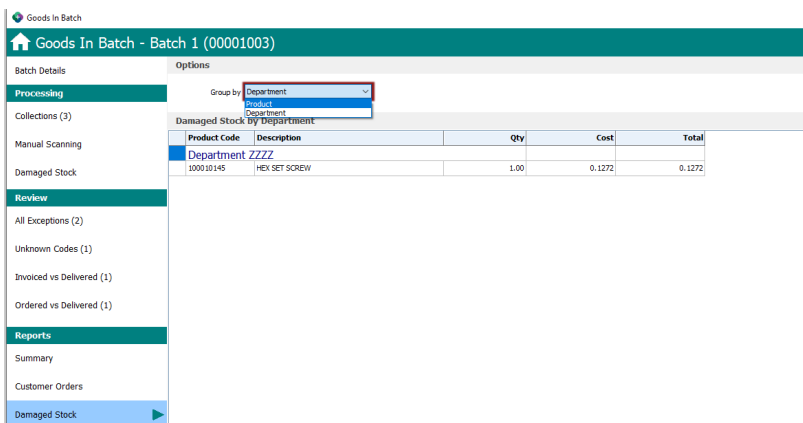 Goods In Batch
Goods In Batch - Batch 1 (00001003)
Batch Details
Processing
Collections (3)
Manual Scanning
Damaged Stock
Review
All Exceptions (2)
Unknown Codes (1)
Invoiced vs Delivered (1)
Ordered vs Delivered (1)
Reports
Summary
Customer Orders
Damaged Stock
Options
Group by Department
Product
Department
Damaged Stock by Department
Product Code Description Qty Cost Total
Department ZZZZ
100010145 HEX SET SCREW 1.00 0.1272 0.1272